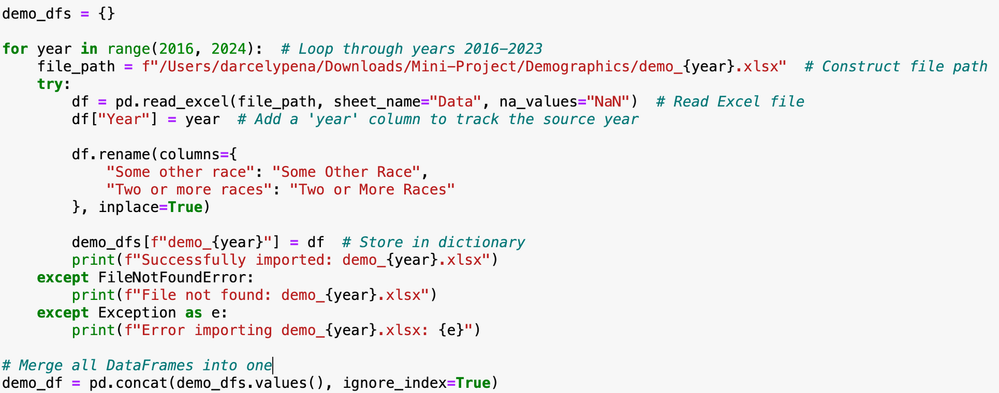 demo_dfs = {}
for year in range(2016, 2024):  # Loop through years 2016–2023
    file_path = f"/Users/darcelypena/Downloads/Mini-Project/Demographics/demo_{year}.xlsx"  # Construct file path
    try:
        df = pd.read_excel(file_path, sheet_name="Data", na_values="NaN")  # Read Excel file
        df["Year"] = year  # Add a 'year' column to track the source year
        df.rename(columns={
            "Some other race": "Some Other Race",
            "Two or more races": "Two or More Races"
        }, inplace=True)
        demo_dfs[f"demo_{year}"] = df  # Store in dictionary
        print(f"Successfully imported: demo_{year}.xlsx")
    except FileNotFoundError:
        print(f"File not found: demo_{year}.xlsx")
    except Exception as e:
        print(f"Error importing demo_{year}.xlsx: {e}")
# Merge all DataFrames into one
demo_df = pd.concat(demo_dfs.values(), ignore_index=True)